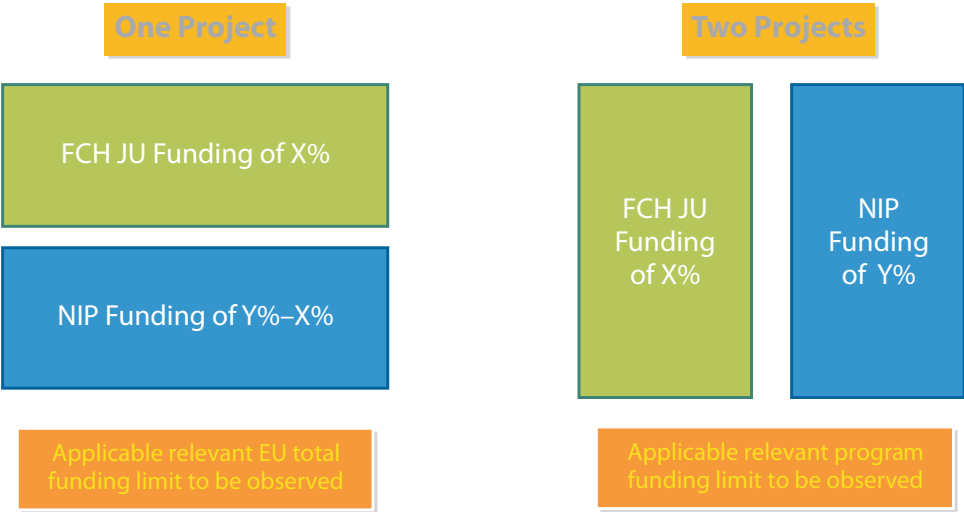 One Project
FCH JU Funding of X%
NIP Funding of Y%–X%
Applicable relevant EU total
funding limit to be observed
Two Projects
FCH JU
Funding
of X%
NIP
Funding
of Y%
Applicable relevant program
funding limit to be observed